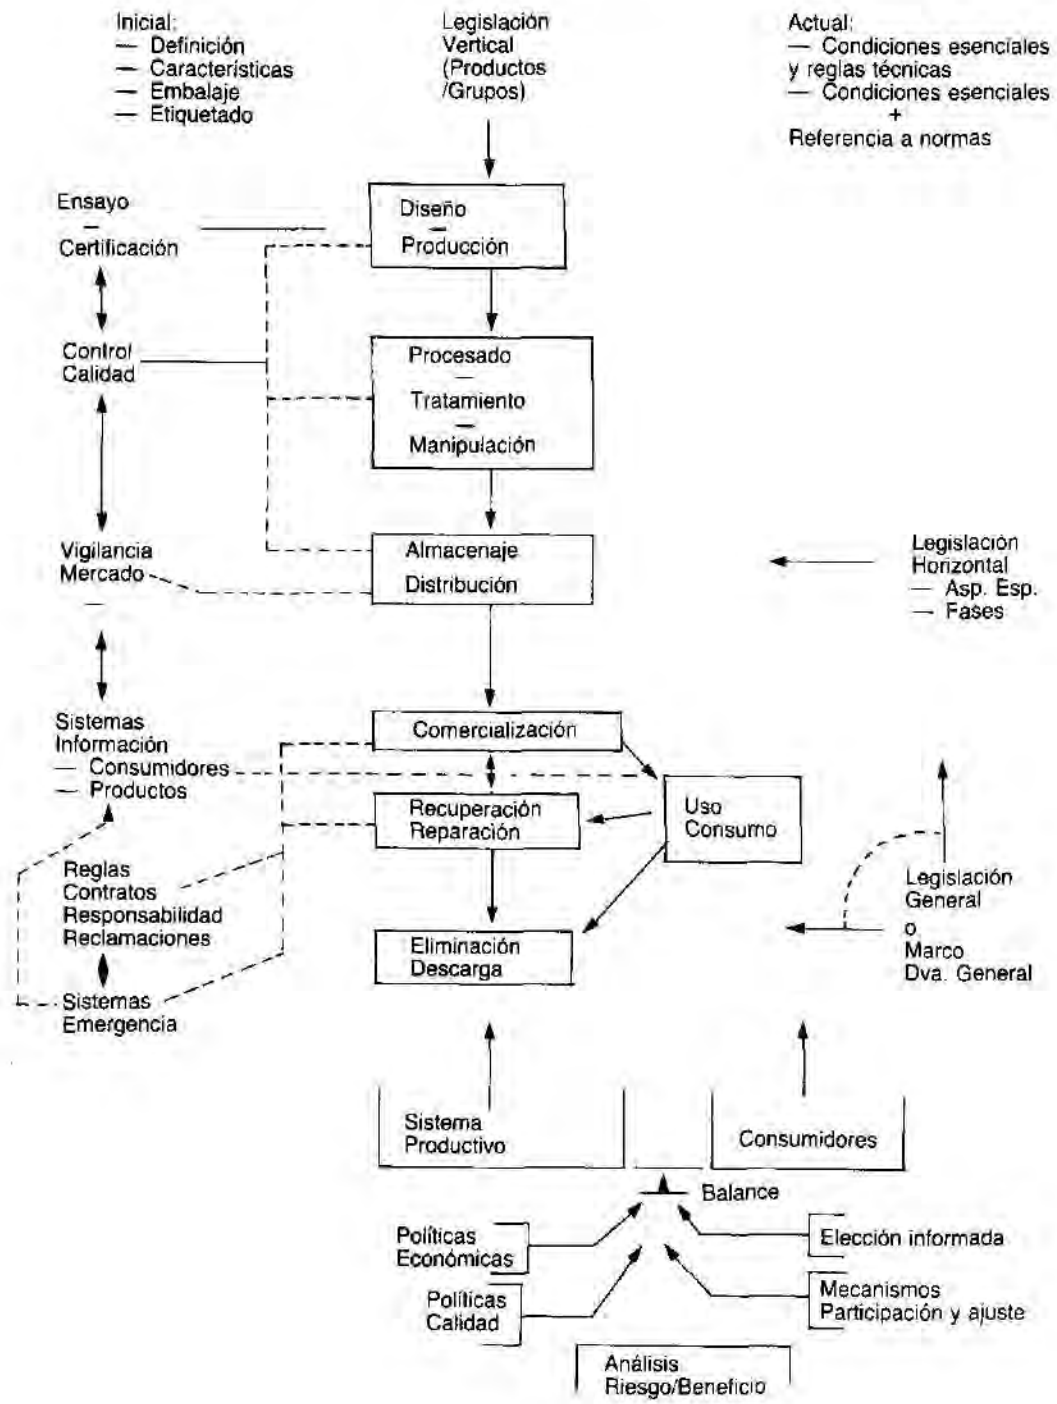 Inicial:
— Definición
— Características
— Embalaje
— Etiquetado
Legislación
Vertical
(Productos
/Grupos)
Actual:
— Condiciones esenciales
y reglas técnicas
— Condiciones esenciales
+
Referencia a normas
Ensayo
—
Certificación
Diseño
—
Producción
Control
Calidad
Procesado
—
Tratamiento
—
Manipulación
Vigilancia
Mercado
—
Almacenaje
Distribución
Legislación
Horizontal
— Asp. Esp.
— Fases
Sistemas
Información
— Consumidores
— Productos
Comercialización
Recuperación
Reparación
Uso
Consumo
Reglas
Contratos
Responsabilidad
Reclamaciones
Legislación
General
o
Marco
Dva. General
Eliminación
Descarga
Sistemas
Emergencia
Sistema
Productivo
Consumidores
Balance
Políticas
Económicas
Elección informada
Políticas
Calidad
Mecanismos
Participación y ajuste
Análisis
Riesgo/Beneficio